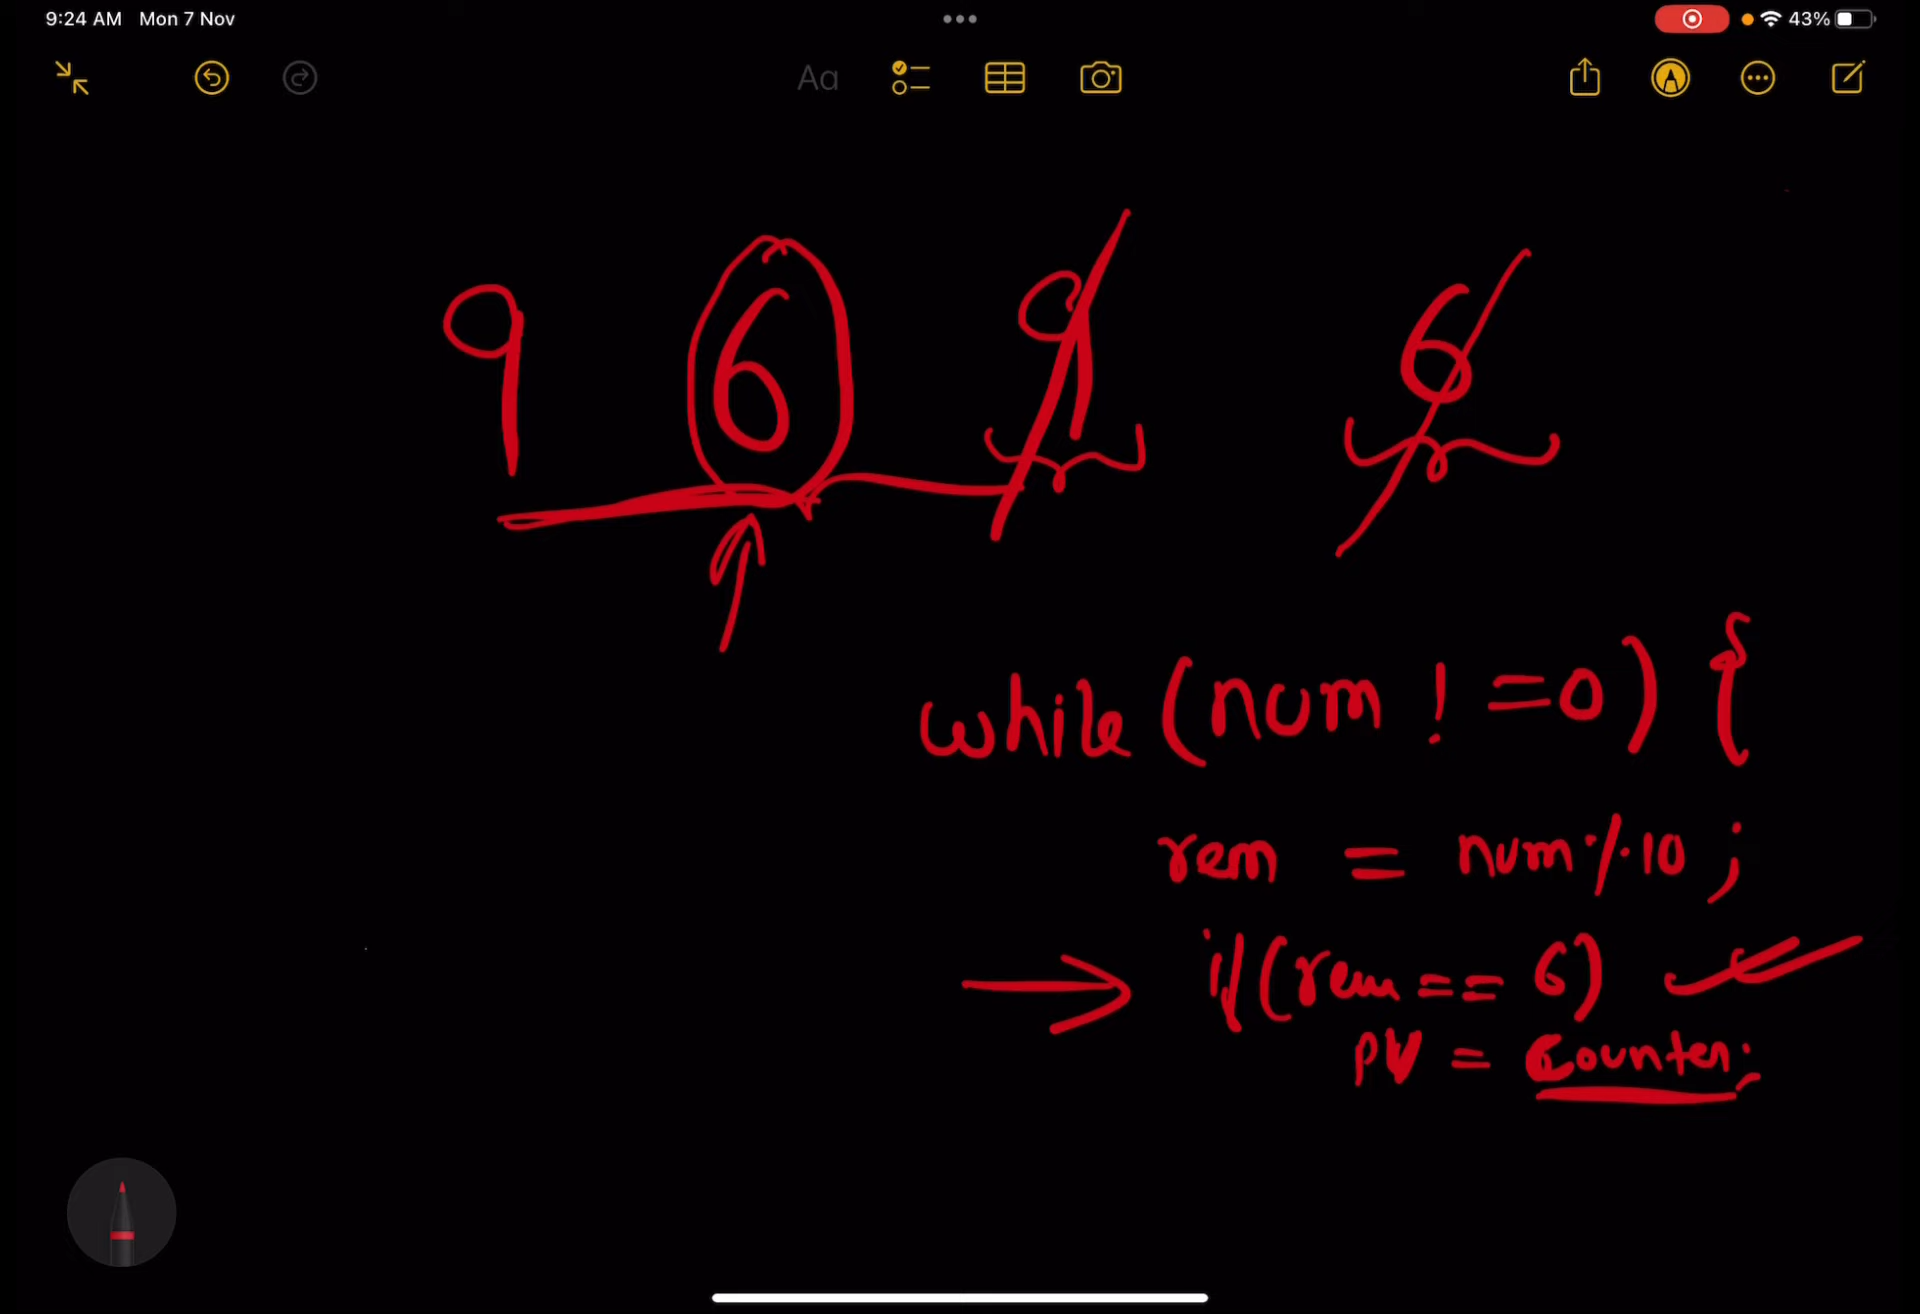 9:24 AM Mon 7 Nov
43%
Aa
9 6 9 6
while (num != 0) {
rem = num % 10 ;
if (rem == 6)
pV = Counter;